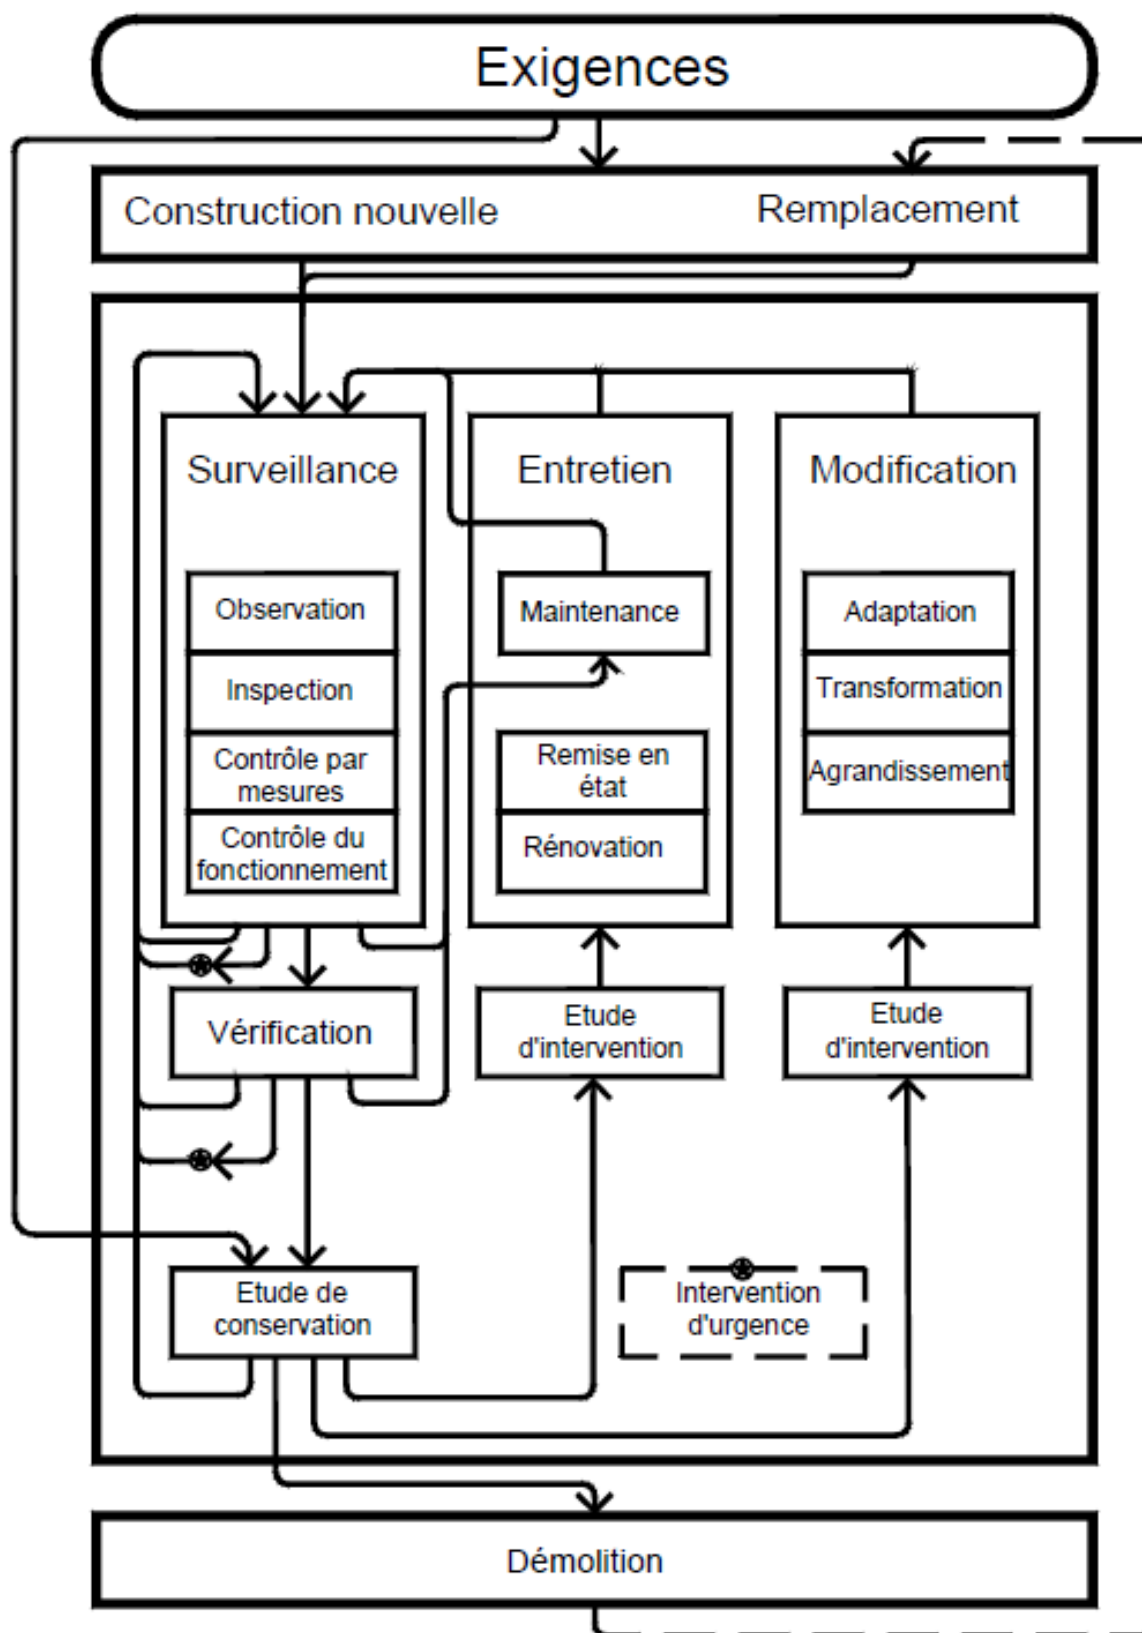 Exigences
Construction nouvelle
Remplacement
Surveillance
Observation
Inspection
Contrôle par
mesures
Contrôle du
fonctionnement
Entretien
Maintenance
Remise en
état
Rénovation
Modification
Adaptation
Transformation
Agrandissement
Vérification
Etude
d'intervention
Etude
d'intervention
Etude de
conservation
Intervention
d'urgence
Démolition